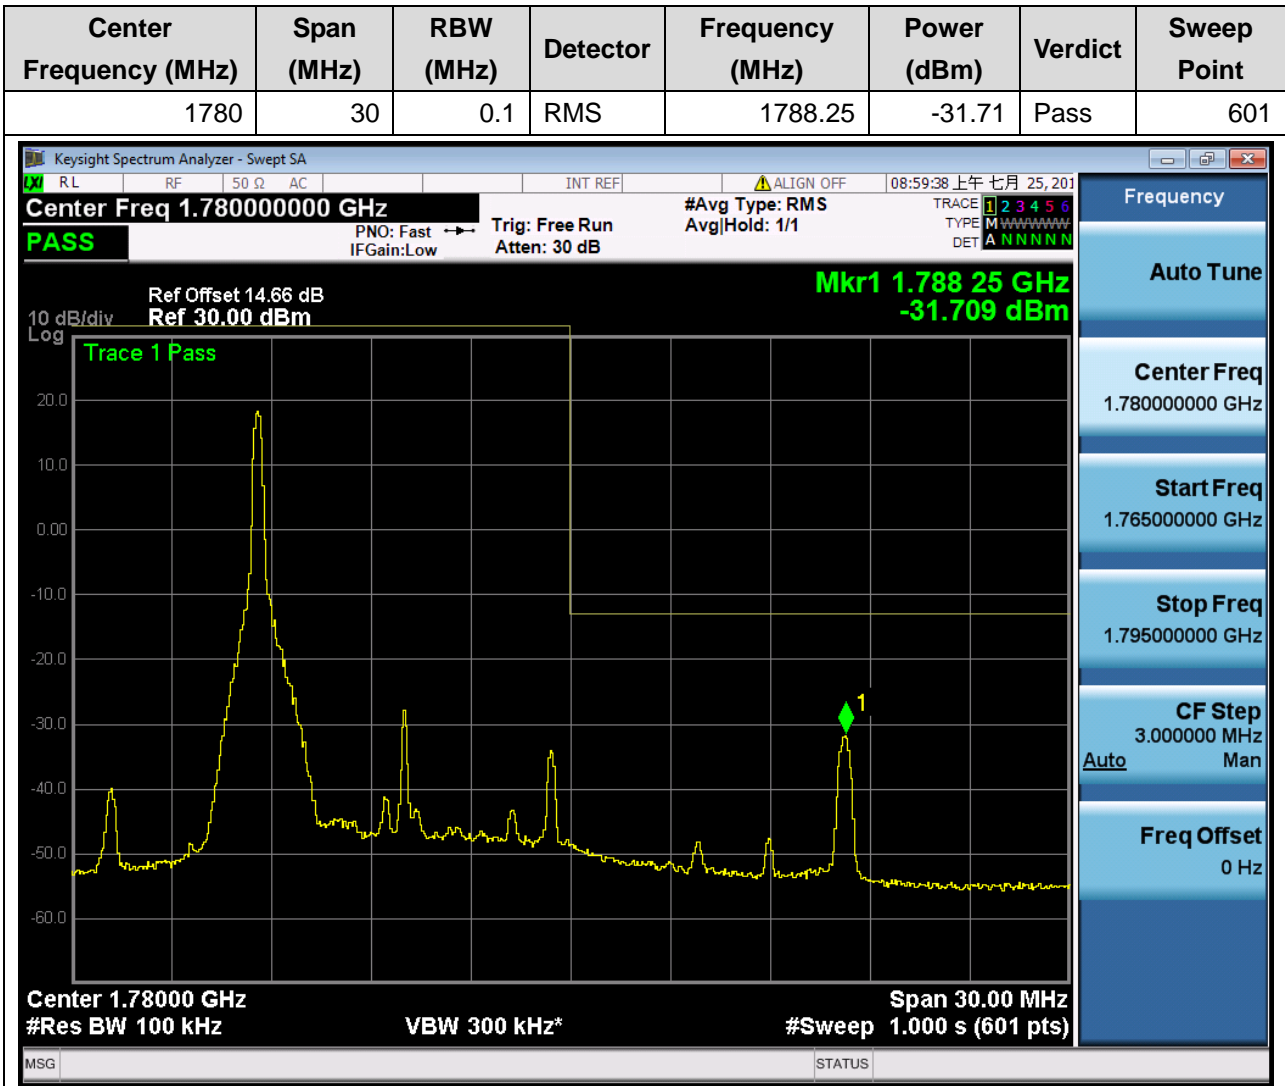 Center Frequency (MHz) Span (MHz) RBW (MHz) Detector Frequency (MHz) Power (dBm) Verdict Sweep Point
1780 30 0.1 RMS 1788.25 -31.71 Pass 601
Keysight Spectrum Analyzer - Swept SA
LXI RL RF 50 Ω AC INT REF ALIGN OFF 08:59:38 上午 七月 25, 201
Center Freq 1.780000000 GHz
PASS
PNO: Fast
IFGain:Low
Trig: Free Run
Atten: 30 dB
#Avg Type: RMS
Avg|Hold: 1/1
TRACE 1 2 3 4 5 6
TYPE M WWWWW
DET A N N N N N
Mkr1 1.788 25 GHz
-31.709 dBm
Ref Offset 14.66 dB
10 dB/div Ref 30.00 dBm
Log
Trace 1 Pass
20.0
10.0
0.00
-10.0
-20.0
-30.0
-40.0
-50.0
-60.0
1
Center 1.78000 GHz Span 30.00 MHz
#Res BW 100 kHz VBW 300 kHz* #Sweep 1.000 s (601 pts)
MSG STATUS
Frequency
Auto Tune
Center Freq
1.780000000 GHz
Start Freq
1.765000000 GHz
Stop Freq
1.795000000 GHz
CF Step
3.000000 MHz
Auto Man
Freq Offset
0 Hz